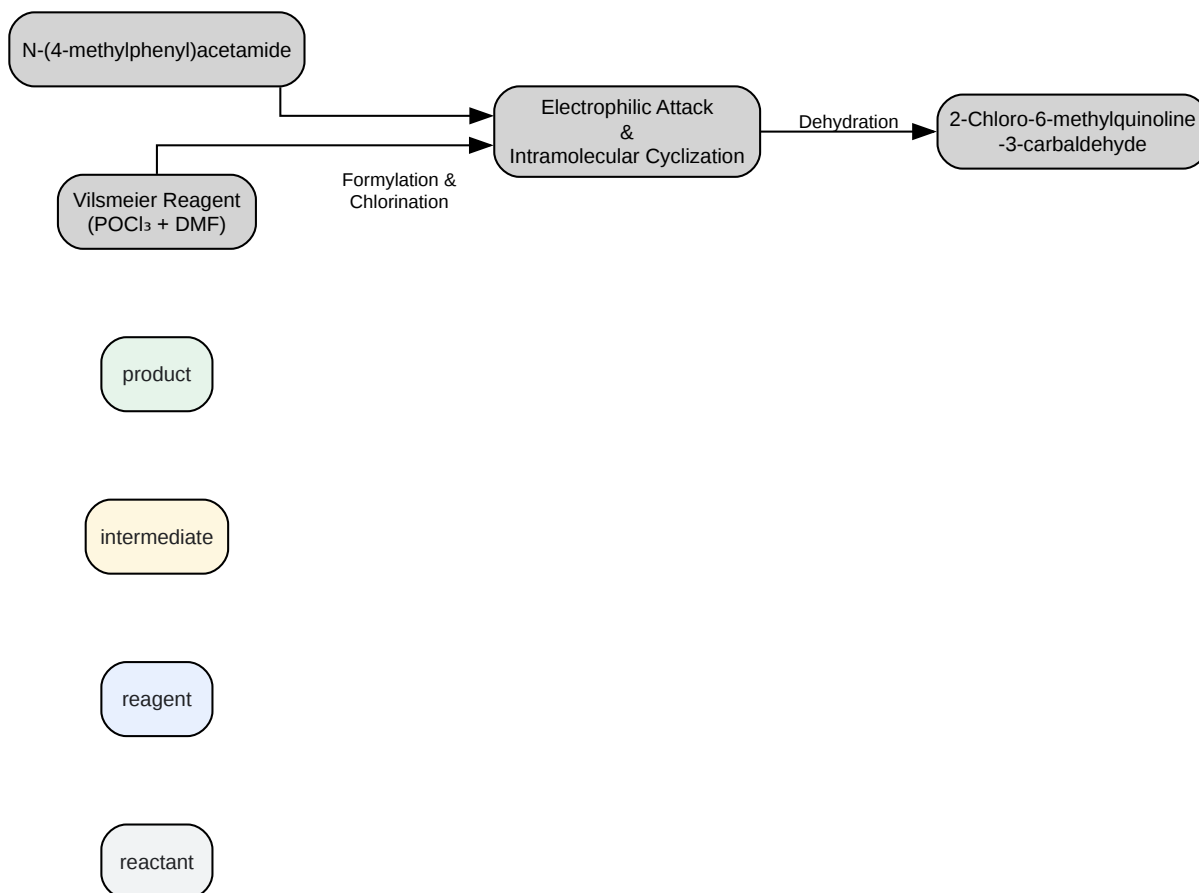 N-(4-methylphenyl)acetamide
Electrophilic Attack
&
Intramolecular Cyclization
Dehydration
2-Chloro-6-methylquinoline
-3-carbaldehyde
Formylation &
Chlorination
Vilsmeier Reagent
(POCl₃ + DMF)
product
intermediate
reagent
reactant